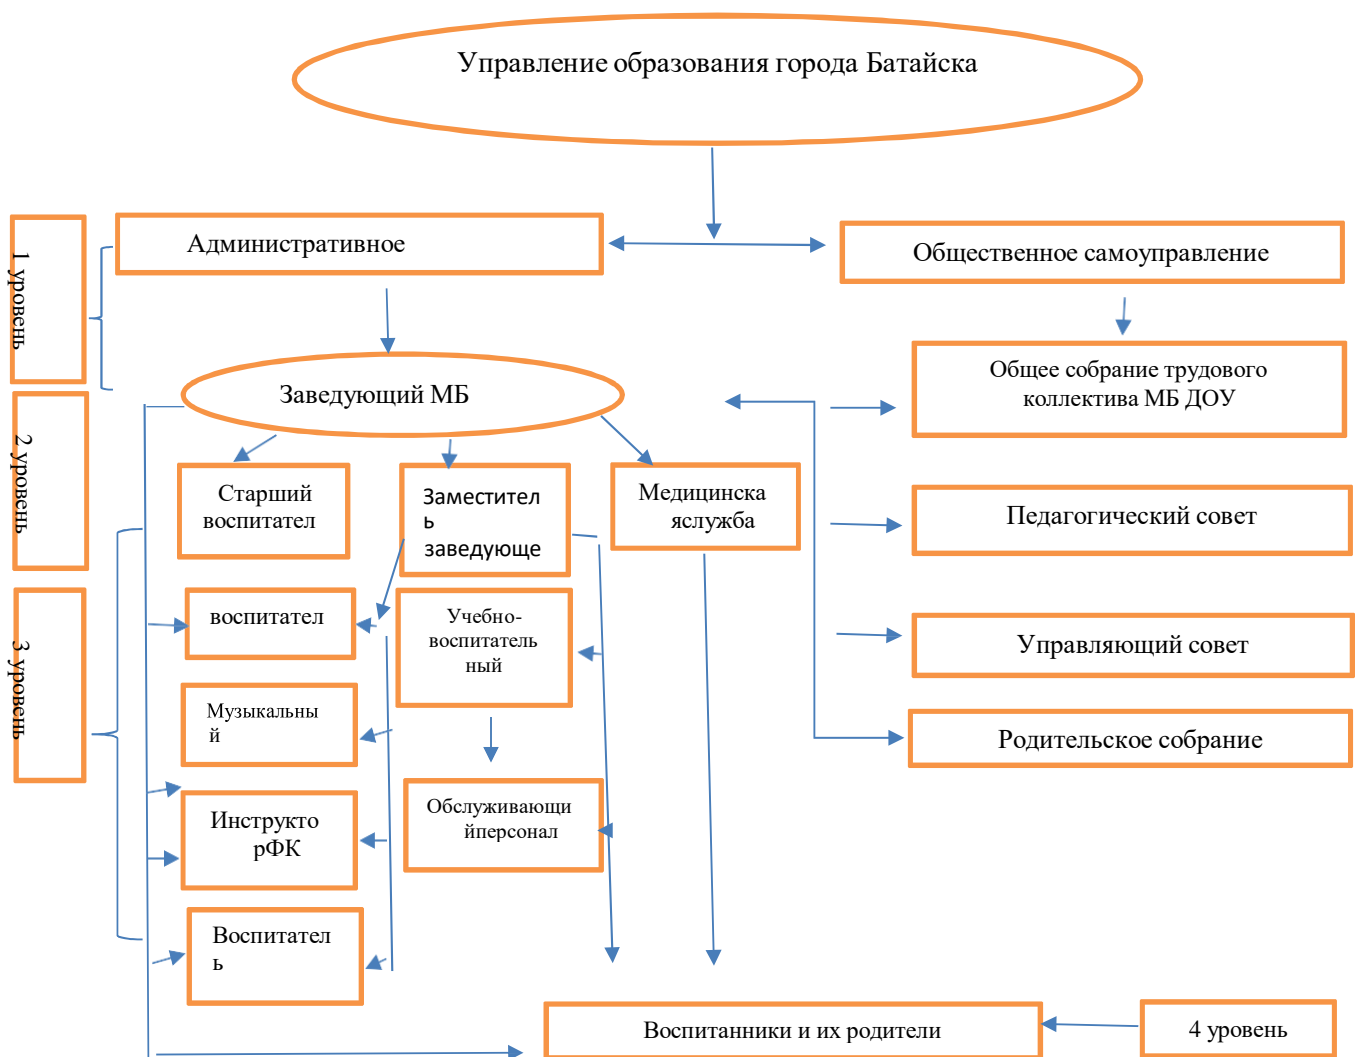 Управление образования города Батайска
Административное
Общественное самоуправление
1 уровень
Заведующий МБ
Общее собрание трудового
коллектива МБ ДОУ
2 уровень
Старший
воспитател
Заместител
ь
заведующе
Медицинска
яслужба
Педагогический совет
3 уровень
воспитател
Учебно-
воспитатель
ный
Управляющий совет
Музыкальны
й
Родительское собрание
Инструкто
рФК
Обслуживающи
йперсонал
Воспитател
ь
Воспитанники и их родители
4 уровень